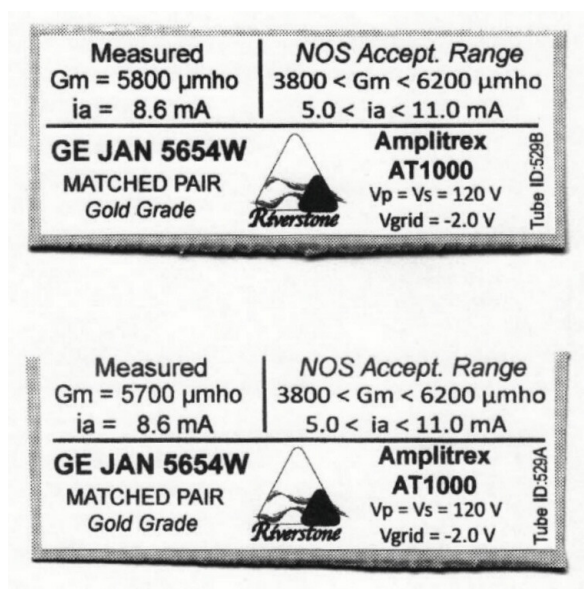 Measured
Gm = 5800 µmho
ia = 8.6 mA
NOS Accept. Range
3800 < Gm < 6200 µmho
5.0 < ia < 11.0 mA
GE JAN 5654W
MATCHED PAIR
Gold Grade
Riverstone
Amplitrex
AT1000
Vp = Vs = 120 V
Vgrid = -2.0 V
Tube ID:529B
Measured
Gm = 5700 µmho
ia = 8.6 mA
NOS Accept. Range
3800 < Gm < 6200 µmho
5.0 < ia < 11.0 mA
GE JAN 5654W
MATCHED PAIR
Gold Grade
Riverstone
Amplitrex
AT1000
Vp = Vs = 120 V
Vgrid = -2.0 V
Tube ID:529A